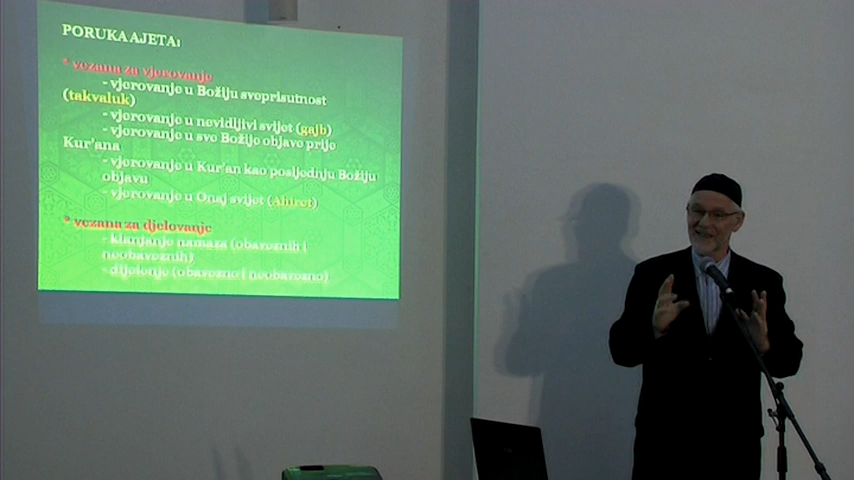 PORUKA AJETA:
* vezana za vjerovanje
- vjerovanje u Božiju sveprisutnost
(takvaluk)
- vjerovanje u nevidljivi svijet (gajb)
- vjerovanje u sve Božije objave prije
Kur'ana
- vjerovanje u Kur'an kao posljednju Božiju
objavu
- vjerovanje u Onaj svijet (Ahiret)
* vezana za djelovanje
- klanjanje namaza (obaveznih i
neobaveznih)
- dijeljenje (obavezno i neobavezno)